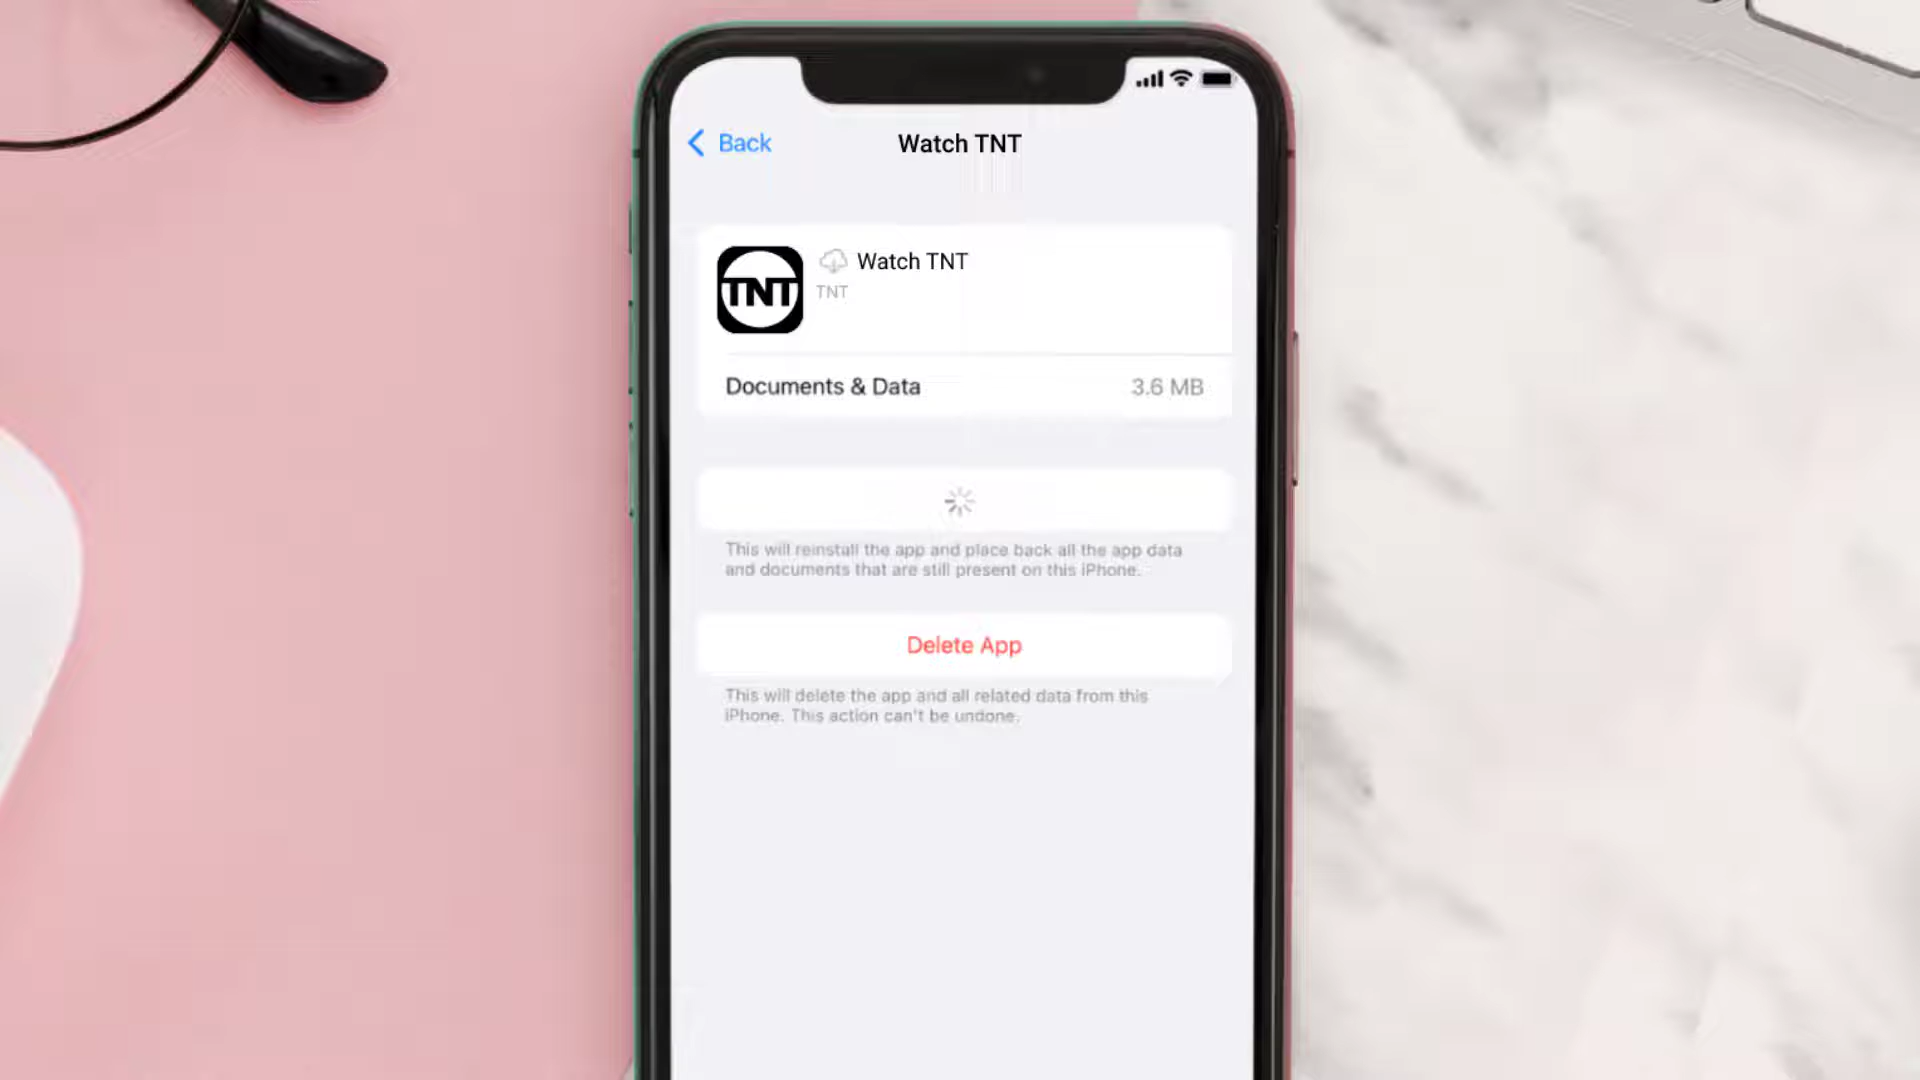 Back
Watch TNT
TNT
Watch TNT
TNT
Documents & Data
3.6 MB
This will reinstall the app and place back all the app data
and documents that are still present on this iPhone.
Delete App
This will delete the app and all related data from this
iPhone. This action can't be undone.